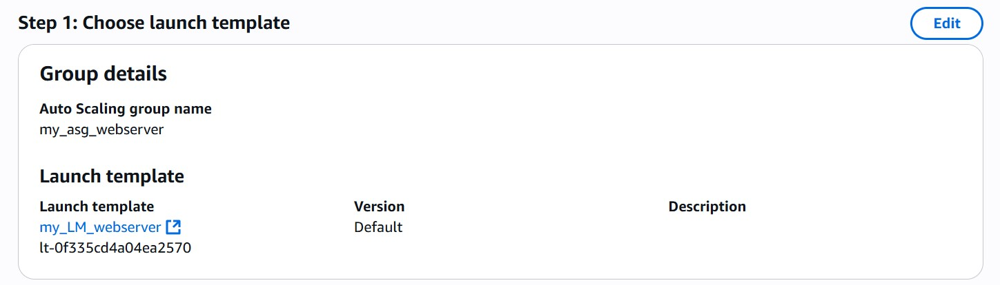 Step 1: Choose launch template
Edit
Group details
Auto Scaling group name
my_asg_webserver
Launch template
Launch template Version Description
my_LM_webserver Default
lt-0f335cd4a04ea2570